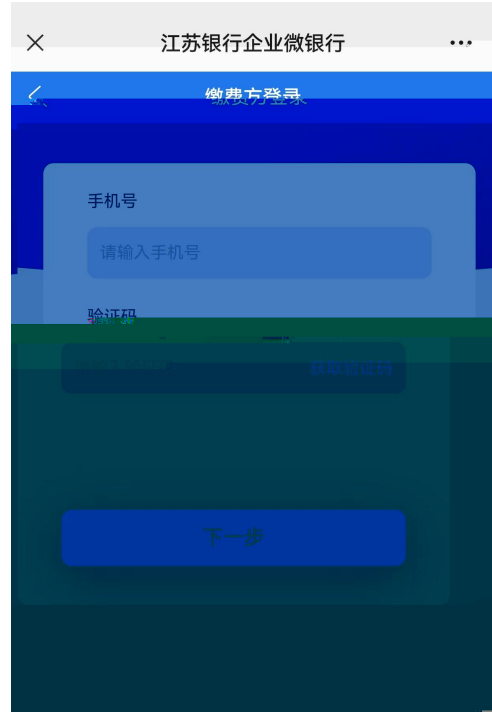 江苏银行企业微银行
缴费方登录
手机号
请输入手机号
验证码
获取验证码
下一步